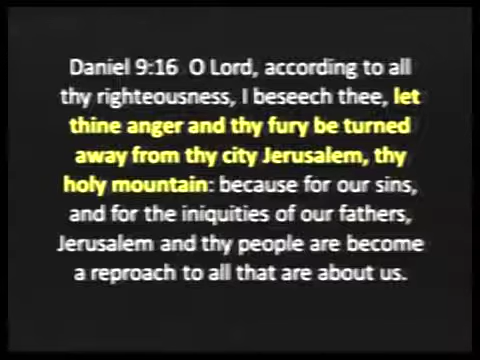 Daniel 9:16  O Lord, according to all
thy righteousness, I beseech thee, let
thine anger and thy fury be turned
away from thy city Jerusalem, thy
holy mountain: because for our sins,
and for the iniquities of our fathers,
Jerusalem and thy people are become
a reproach to all that are about us.